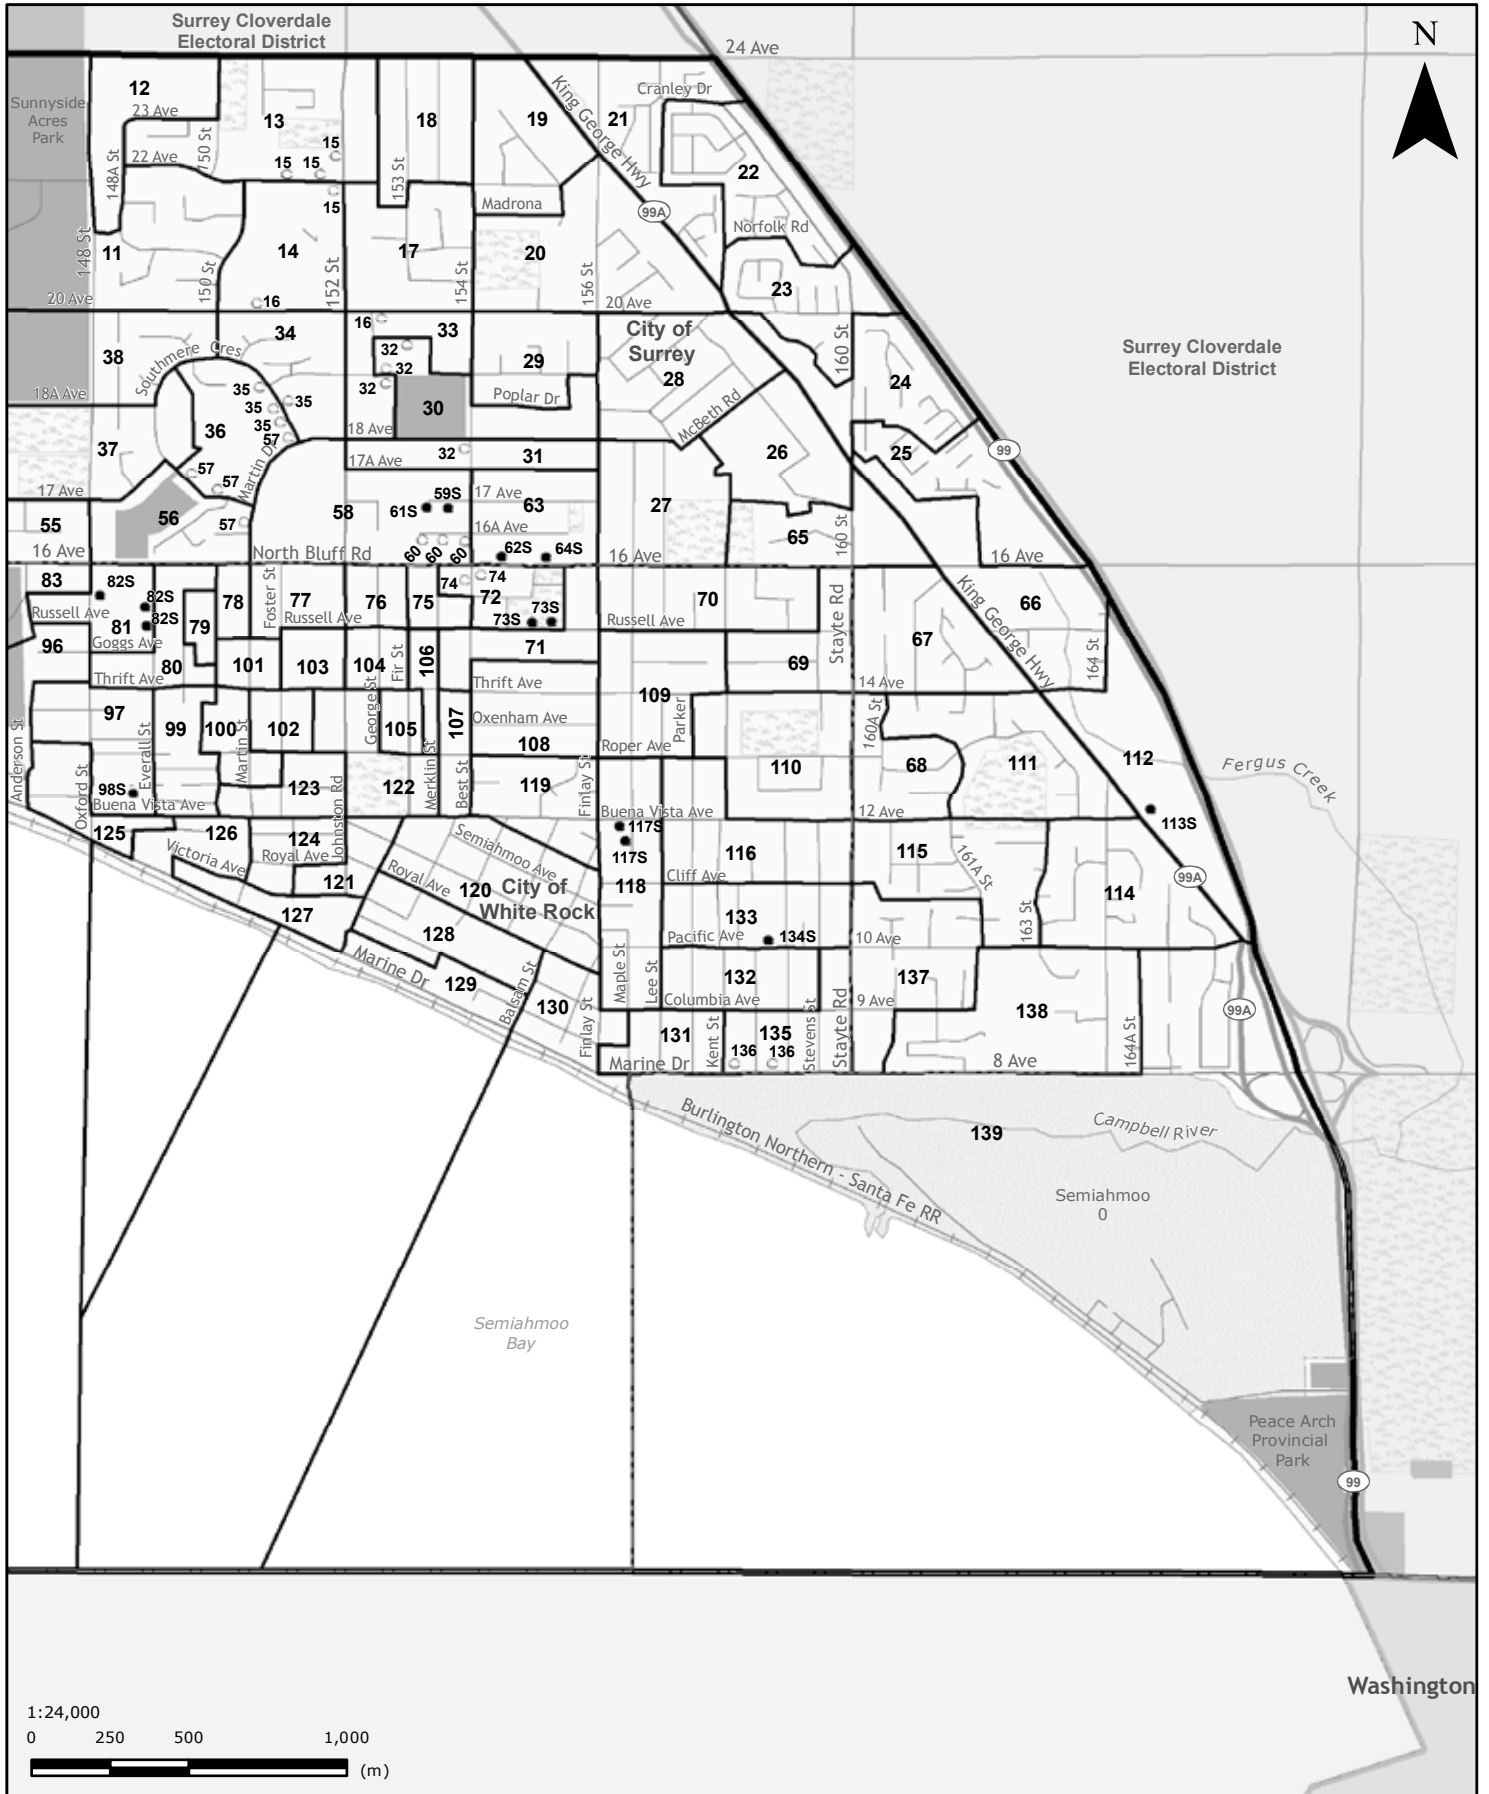 Surrey Cloverdale
Electoral District
24 Ave
N
Sunnyside
Acres
Park
12
23 Ave
13
18
19
King George Hwy
21
Cranley Dr
148A St
22 Ave
150 St
15
15
15
15
153 St
22
99A
Madrona
Norfolk Rd
148 St
11
14
17
20
150 St
152 St
154 St
156 St
23
20 Ave
16
20 Ave
16
34
33
City of
Surrey
160 St
Surrey Cloverdale
Electoral District
38
Southmere Cres
32
32
32
29
28
24
18A Ave
35
35
35
35
Poplar Dr
30
McBeth Rd
36
57
18 Ave
37
Martin Dr
17A Ave
32
31
26
25
99
57
57
17 Ave
59S
17 Ave
55
56
57
58
61S
63
27
16A Ave
65
160 St
16 Ave
North Bluff Rd
60
60
60
62S
64S
16 Ave
16 Ave
83
82S
82S
82S
Foster St
74
74
King George Hwy
Russell Ave
81
79
78
77
Russell Ave
76
75
72
73S
73S
70
Russell Ave
Stayte Rd
66
67
96
Goggs Ave
80
101
103
104
Fir St
106
71
69
164 St
Thrift Ave
Thrift Ave
14 Ave
97
99
100
102
George St
105
107
Oxenham Ave
109
Parker
160A St
Anderson St
Everall St
Martin St
Merklin St
108
Roper Ave
112
Oxford St
98S
123
Johnston Rd
122
Best St
119
Finlay St
110
68
111
Fergus Creek
Buena Vista Ave
Buena Vista Ave
12 Ave
125
126
124
Semiahmoo Ave
117S
117S
113S
Victoria Ave
Royal Ave
116
115
161A St
121
Royal Ave
120
City of
White Rock
118
Cliff Ave
99A
114
127
133
163 St
128
Pacific Ave
134S
10 Ave
Marine Dr
129
Balsam St
Maple St
Lee St
132
137
130
Columbia Ave
9 Ave
138
99A
Finlay St
131
Kent St
135
136
136
Stevens St
Stayte Rd
164A St
Marine Dr
8 Ave
Burlington Northern - Santa Fe RR
Campbell River
139
Semiahmoo
0
Semiahmoo
Bay
Peace Arch
Provincial
Park
99
Washington
1:24,000
0 250 500 1,000
(m)